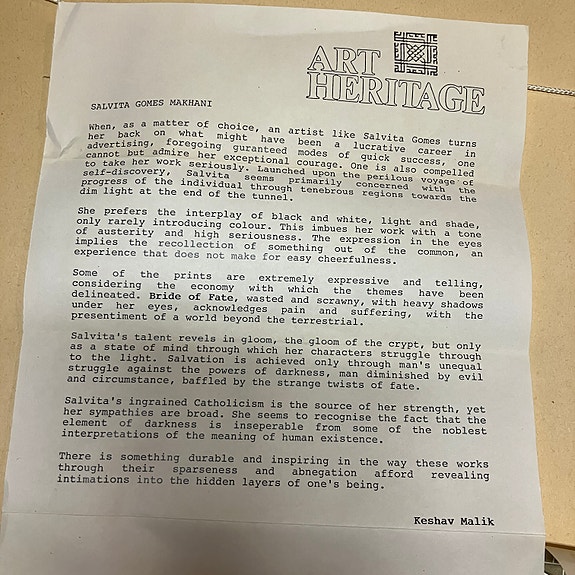 ART
HERITAGE
SALVITA GOMES MAKHANI
When, as a matter of choice, an artist like Salvita Gomes turns
her back on what might have been a lucrative career in
advertising, foregoing guranteed modes of quick success, one
cannot but admire her exceptional courage. One is also compelled
to take her work seriously. Launched upon the perilous voyage of
self-discovery, Salvita seems primarily concerned with the
progress of the individual through tenebrous regions towards the
dim light at the end of the tunnel.
She prefers the interplay of black and white, light and shade,
only rarely introducing colour. This imbues her work with a tone
of austerity and high seriousness. The expression in the eyes
implies the recollection of something out of the common, an
experience that does not make for easy cheerfulness.
Some of the prints are extremely expressive and telling,
considering the economy with which the themes have been
delineated. Bride of Fate, wasted and scrawny, with heavy shadows
under her eyes, acknowledges pain and suffering, with the
presentiment of a world beyond the terrestrial.
Salvita's talent revels in gloom, the gloom of the crypt, but only
as a state of mind through which her characters struggle through
to the light. Salvation is achieved only through man's unequal
struggle against the powers of darkness, man diminished by evil
and circumstance, baffled by the strange twists of fate.
Salvita's ingrained Catholicism is the source of her strength, yet
her sympathies are broad. She seems to recognise the fact that the
element of darkness is inseperable from some of the noblest
interpretations of the meaning of human existence.
There is something durable and inspiring in the way these works
through their sparseness and abnegation afford revealing
intimations into the hidden layers of one's being.
Keshav Malik